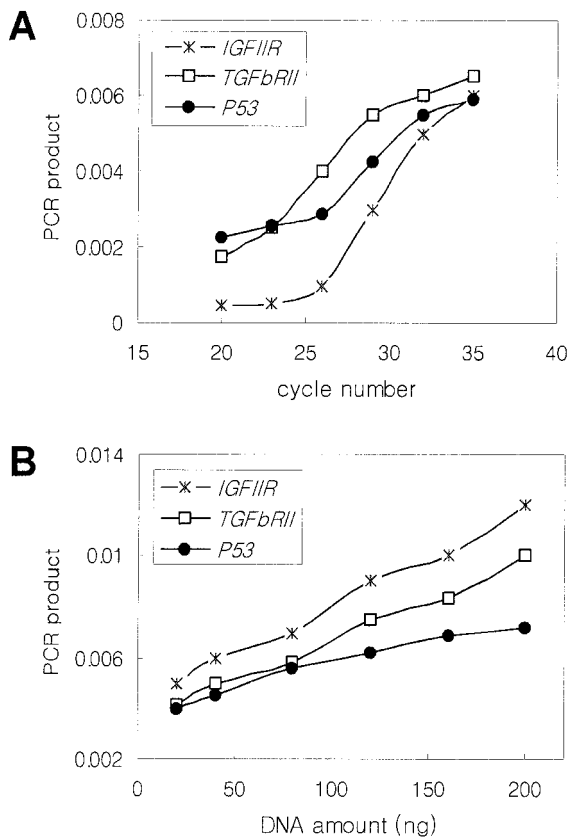 A
0.008
0.006
0.004
0.002
0
PCR product
IGFIIR
TGFbRII
P53
15 20 25 30 35 40
cycle number
B
0.014
0.01
0.006
0.002
PCR product
IGFIIR
TGFbRII
P53
0 50 100 150 200
DNA amount (ng)